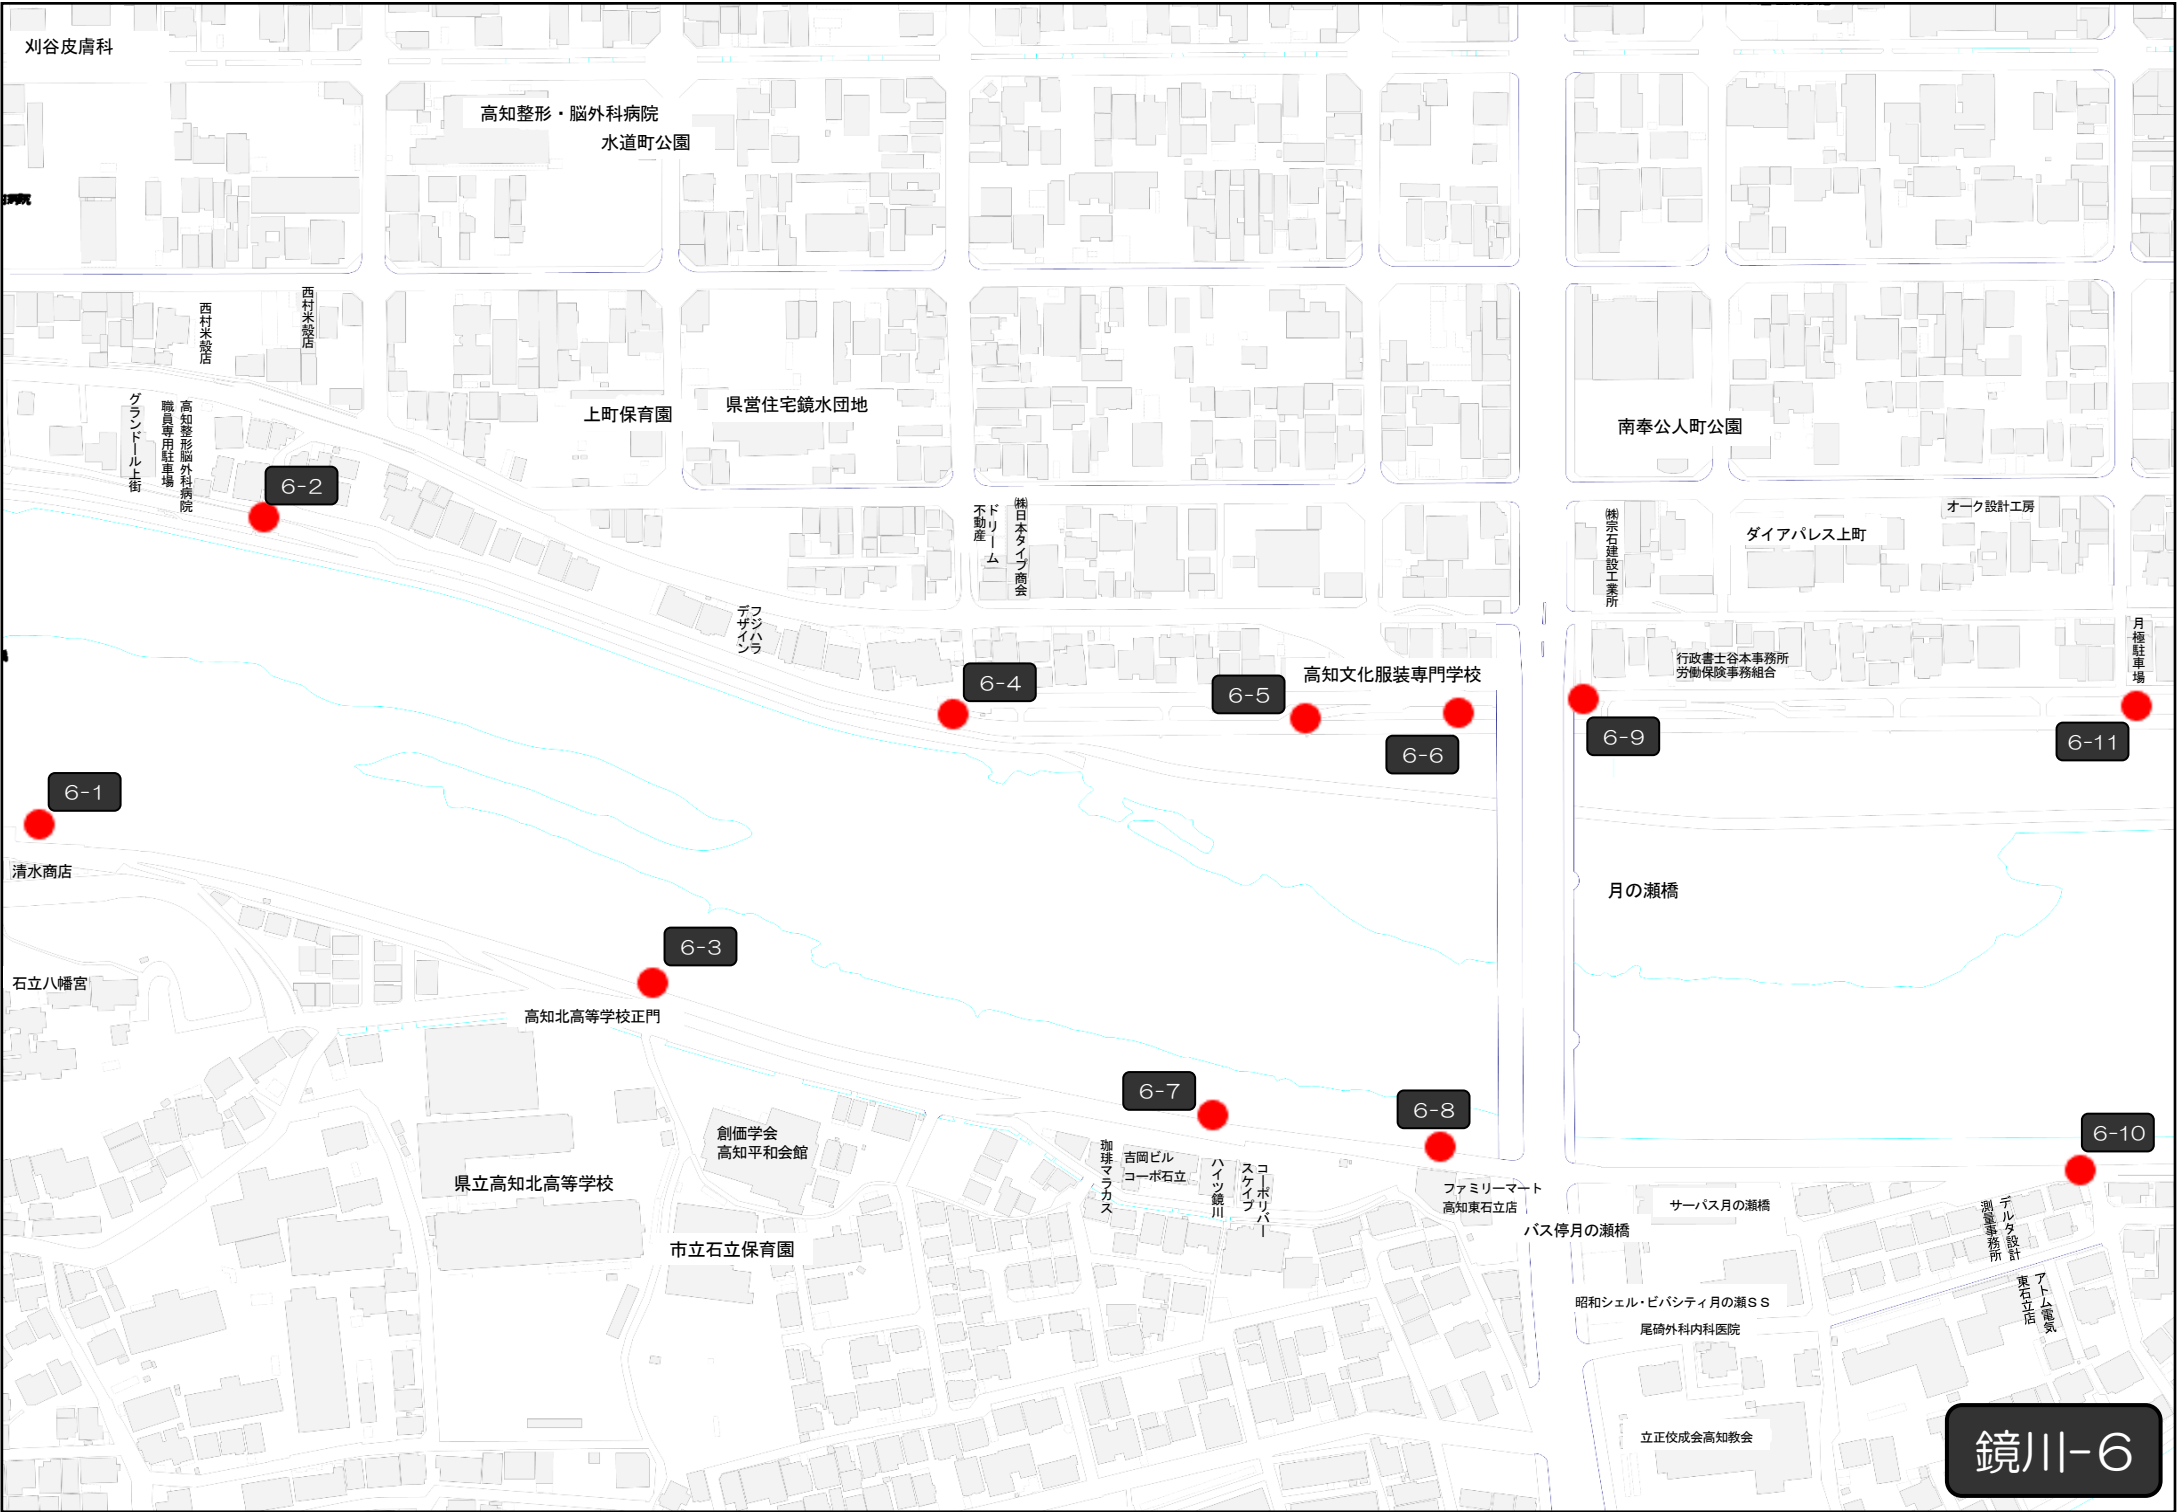 刈谷皮膚科
高知整形・脳外科病院
水道町公園
西村米穀店
西村米穀店
グランドール上街
高知整形脳外科病院
職員専用駐車場
上町保育園
県営住宅鏡水団地
南奉公人町公園
6-2
ドリーム
不動産
㈱日本タイプ商会
㈱宗石建設工業所
ダイアパレス上町
オーク設計工房
フジハラ
デザイン
月極駐車場
行政書士谷本事務所
労働保険事務組合
高知文化服装専門学校
6-4
6-5
6-6
6-9
6-11
6-1
清水商店
月の瀬橋
6-3
石立八幡宮
高知北高等学校正門
6-7
6-8
6-10
創価学会
高知平和会館
珈琲マラカス
吉岡ビル
コーポ石立
ハイツ鏡川
コーポリバー
スケイプ
県立高知北高等学校
ファミリーマート
高知東石立店
サーパス月の瀬橋
バス停月の瀬橋
デルタ設計
測量事務所
市立石立保育園
アトム電気
東石立店
昭和シェル・ビバシティ月の瀬ＳＳ
尾碕外科内科医院
立正佼成会高知教会
鏡川-6